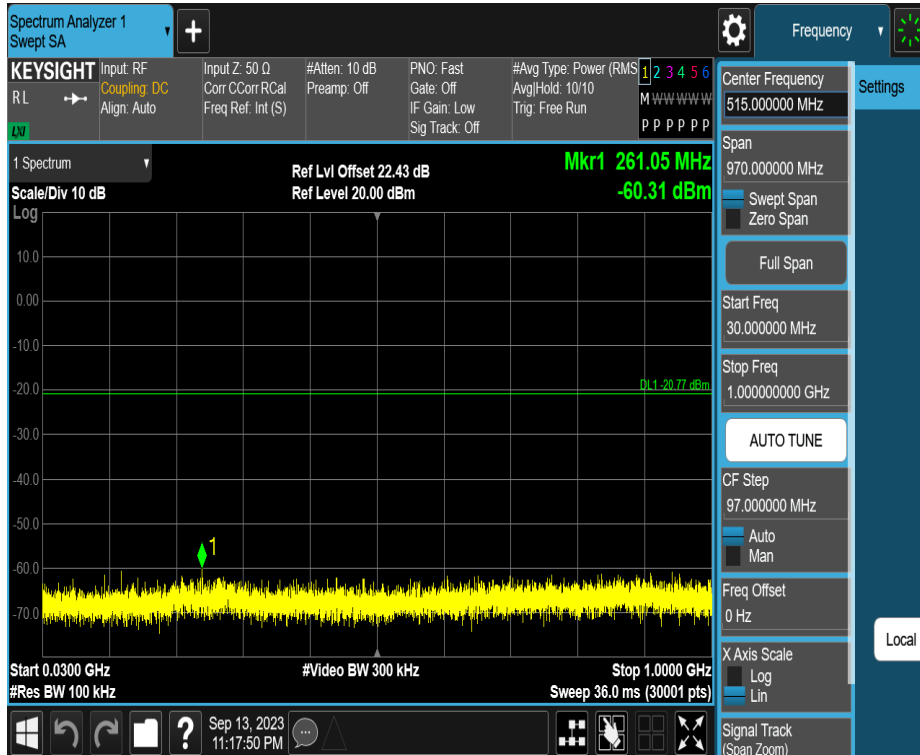 Spectrum Analyzer 1
Swept SA
+
Frequency
KEYSIGHT
R L
LXI
Input: RF
Coupling: DC
Align: Auto
Input Z: 50 Ω
Corr CCorr RCal
Freq Ref: Int (S)
#Atten: 10 dB
Preamp: Off
PNO: Fast
Gate: Off
IF Gain: Low
Sig Track: Off
#Avg Type: Power (RMS
Avg|Hold: 10/10
Trig: Free Run
1 2 3 4 5 6
M W W W W W
P P P P P P
1 Spectrum
Scale/Div 10 dB
Log
Ref Lvl Offset 22.43 dB
Ref Level 20.00 dBm
Mkr1 261.05 MHz
-60.31 dBm
10.0
0.00
-10.0
-20.0
DL1 -20.77 dBm
-30.0
-40.0
-50.0
1
-60.0
-70.0
Start 0.0300 GHz
#Res BW 100 kHz
#Video BW 300 kHz
Stop 1.0000 GHz
Sweep 36.0 ms (30001 pts)
?
Sep 13, 2023
11:17:50 PM
Center Frequency
515.000000 MHz
Span
970.000000 MHz
Swept Span
Zero Span
Full Span
Start Freq
30.000000 MHz
Stop Freq
1.000000000 GHz
AUTO TUNE
CF Step
97.000000 MHz
Auto
Man
Freq Offset
0 Hz
X Axis Scale
Log
Lin
Signal Track
(Span Zoom)
Settings
Local